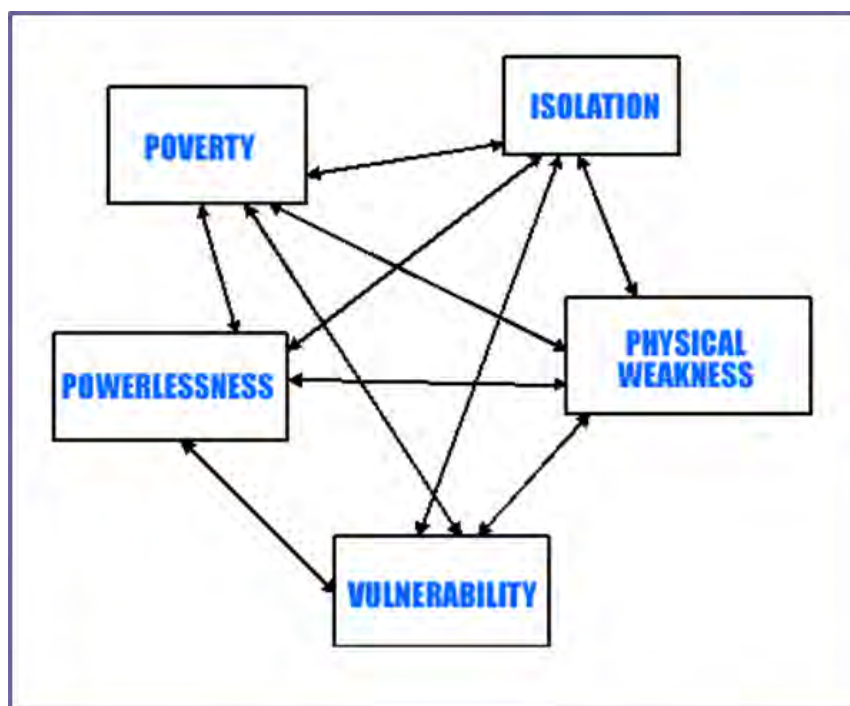 POVERTY
ISOLATION
PHYSICAL
WEAKNESS
POWERLESSNESS
VULNERABILITY